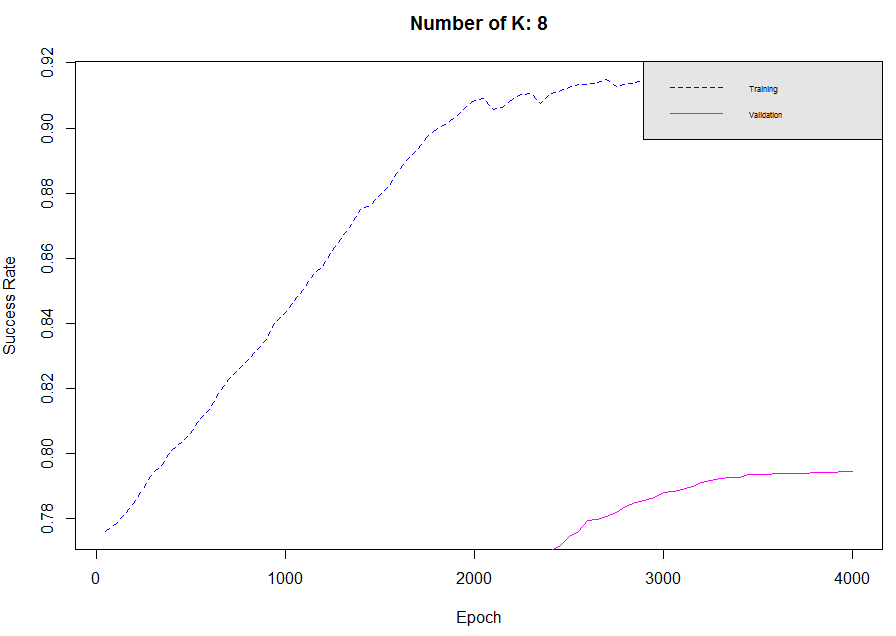 Number of K: 8
Training
Validation
Success Rate
0.92
0.90
0.88
0.86
0.84
0.82
0.80
0.78
0 1000 2000 3000 4000
Epoch